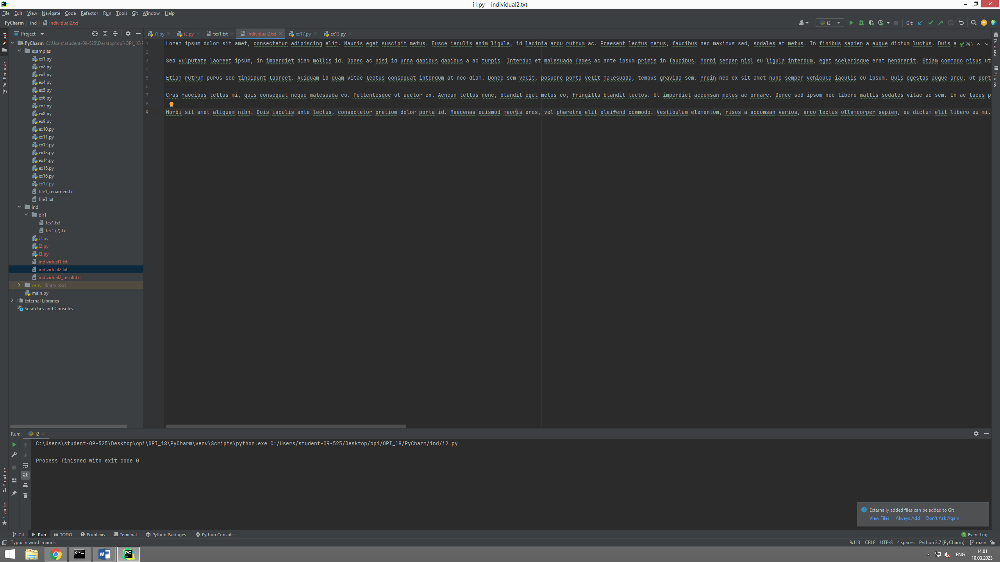 i1.py – individual2.txt
File Edit View Navigate Code Refactor Run Tools Git Window Help
PyCharm ind individual2.txt
i2 Git:
Project
i1.py i2.py tex1.txt individual2.txt ex17.py ex13.py
Project
Pull Requests
Structure
Favorites
Database
SciView
PyCharm C:\Users\student-09-525\Desktop\opi\OPI_18\P
examples
ex1.py
ex2.py
ex3.py
ex4.py
ex5.py
ex6.py
ex7.py
ex8.py
ex9.py
ex10.py
ex11.py
ex12.py
ex13.py
ex14.py
ex15.py
ex16.py
ex17.py
file1_renamed.txt
file3.txt
ind
dir1
tex1.txt
tex1 (2).txt
i1.py
i2.py
i3.py
individual1.txt
individual2.txt
individual2_result.txt
venv library root
main.py
External Libraries
Scratches and Consoles
1 Lorem ipsum dolor sit amet, consectetur adipiscing elit. Mauris eget suscipit metus. Fusce iaculis enim ligula, id lacinia arcu rutrum ac. Praesent lectus metus, faucibus nec maximus sed, sodales at metus. In finibus sapien a augue dictum luctus. Duis a 295
2
3 Sed vulputate laoreet ipsum, in imperdiet diam mollis id. Donec ac nisi id urna dapibus dapibus a ac turpis. Interdum et malesuada fames ac ante ipsum primis in faucibus. Morbi semper nisl eu ligula interdum, eget scelerisque erat hendrerit. Etiam commodo risus ut
4
5 Etiam rutrum purus sed tincidunt laoreet. Aliquam id quam vitae lectus consequat interdum at nec diam. Donec sem velit, posuere porta velit malesuada, tempus gravida sem. Proin nec ex sit amet nunc semper vehicula iaculis eu ipsum. Duis egestas augue arcu, ut port
6
7 Cras faucibus tellus mi, quis consequat neque malesuada eu. Pellentesque ut auctor ex. Aenean tellus nunc, blandit eget metus eu, fringilla blandit lectus. Ut imperdiet accumsan metus ac ornare. Donec sed ipsum nec libero mattis sodales vitae ac sem. In ac lacus p
8
9 Morbi sit amet aliquam nibh. Duis iaculis ante lectus, consectetur pretium dolor porta id. Maecenas euismod mauris eros, vel pharetra elit eleifend commodo. Vestibulum elementum, risus a accumsan varius, arcu lectus ullamcorper sapien, eu dictum elit libero eu mi.
Run: i2
C:\Users\student-09-525\Desktop\opi\OPI_18\PyCharm\venv\Scripts\python.exe C:/Users/student-09-525/Desktop/opi/OPI_18/PyCharm/ind/i2.py
Process finished with exit code 0
Externally added files can be added to Git
View Files Always Add Don't Ask Again
Git Run TODO Problems Terminal Python Packages Python Console 1 Event Log
Typo: In word 'mauris' 9:113 CRLF UTF-8 4 spaces Python 3.7 (PyCharm) main
ENG 14:01
10.03.2023